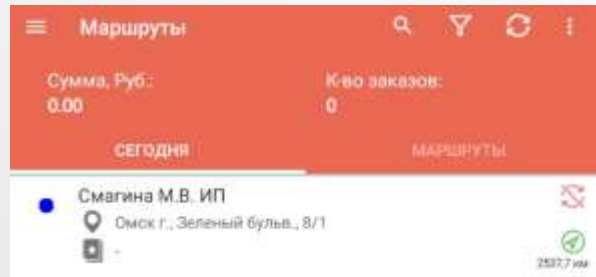 Маршруты
Сумма, Руб.: К-во заказов:
0.00 0
СЕГОДНЯ МАРШРУТЫ
Смагина М.В. ИП
Омск г., Зеленый бульв., 8/1
-
2537,7 км